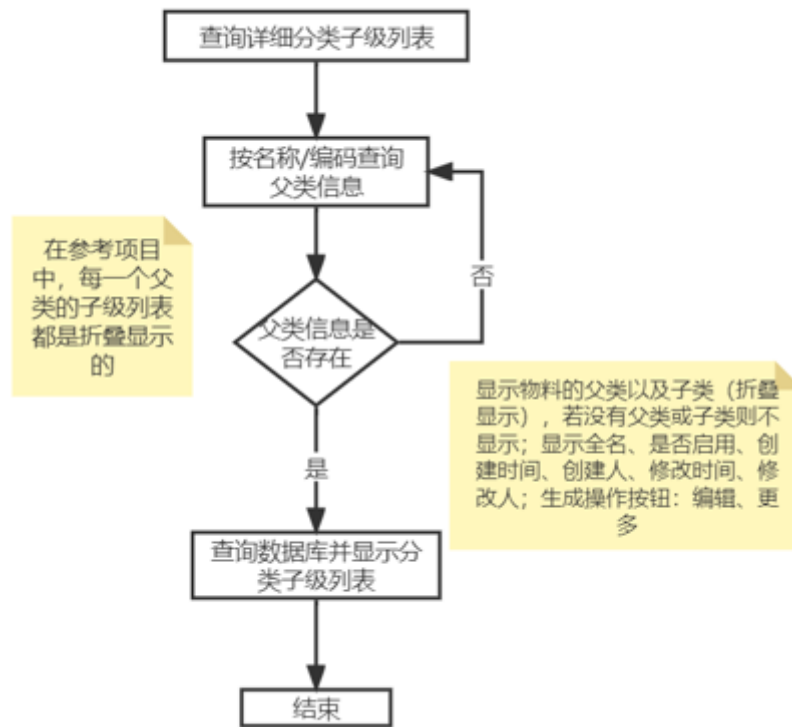 查询详细分类子级列表
按名称/编码查询
父类信息
在参考项目
中，每一个父
类的子级列表
都是折叠显示
的
否
父类信息是
否存在
显示物料的父类以及子类（折叠
显示），若没有父类或子类则不
显示；显示全名、是否启用、创
建时间、创建人、修改时间、修
改人；生成操作按钮：编辑、更
多
是
查询数据库并显示分
类子级列表
结束